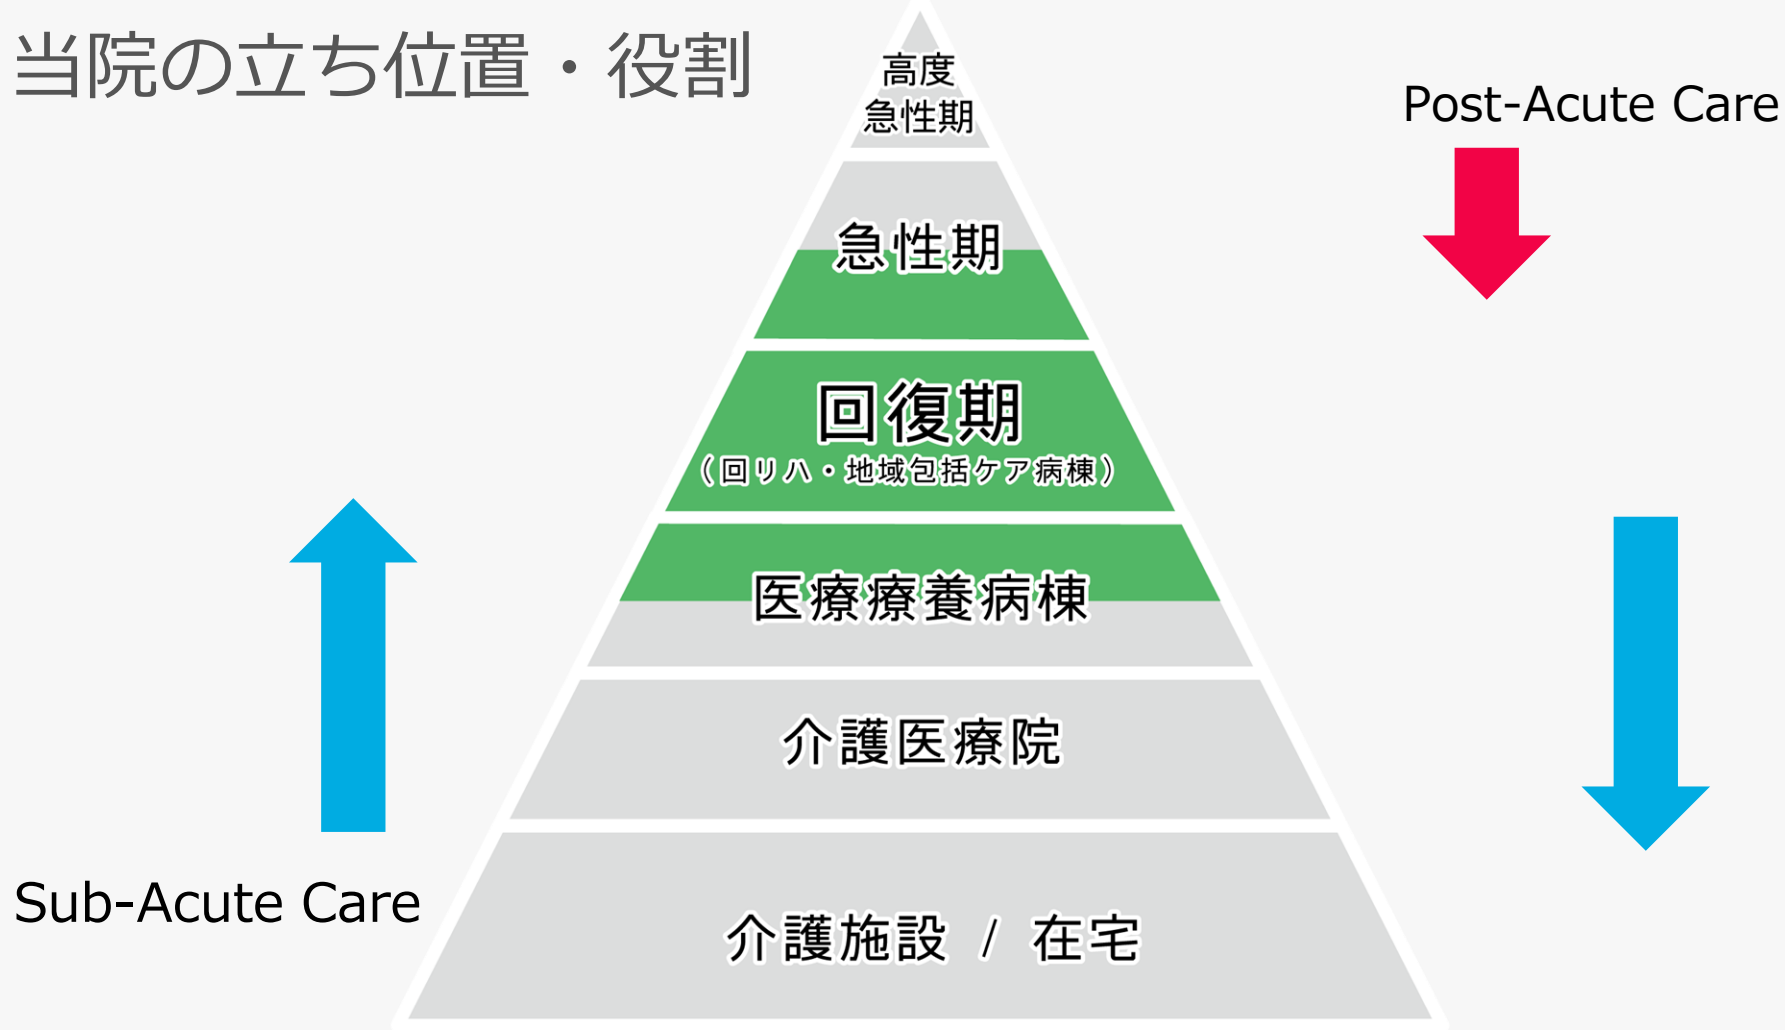 当院の立ち位置・役割
高度
急性期
Post-Acute Care
急性期
回復期
（回リハ・地域包括ケア病棟）
医療療養病棟
介護医療院
Sub-Acute Care
介護施設 / 在宅